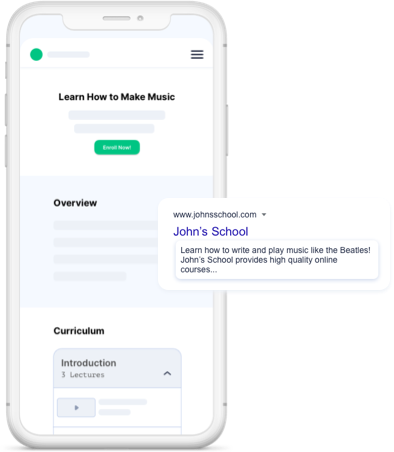 Learn How to Make Music
Enroll Now!
Overview
www.johnsschool.com
John's School
Learn how to write and play music like the Beatles!
John's School provides high quality online
courses...
Curriculum
Introduction
3 Lectures